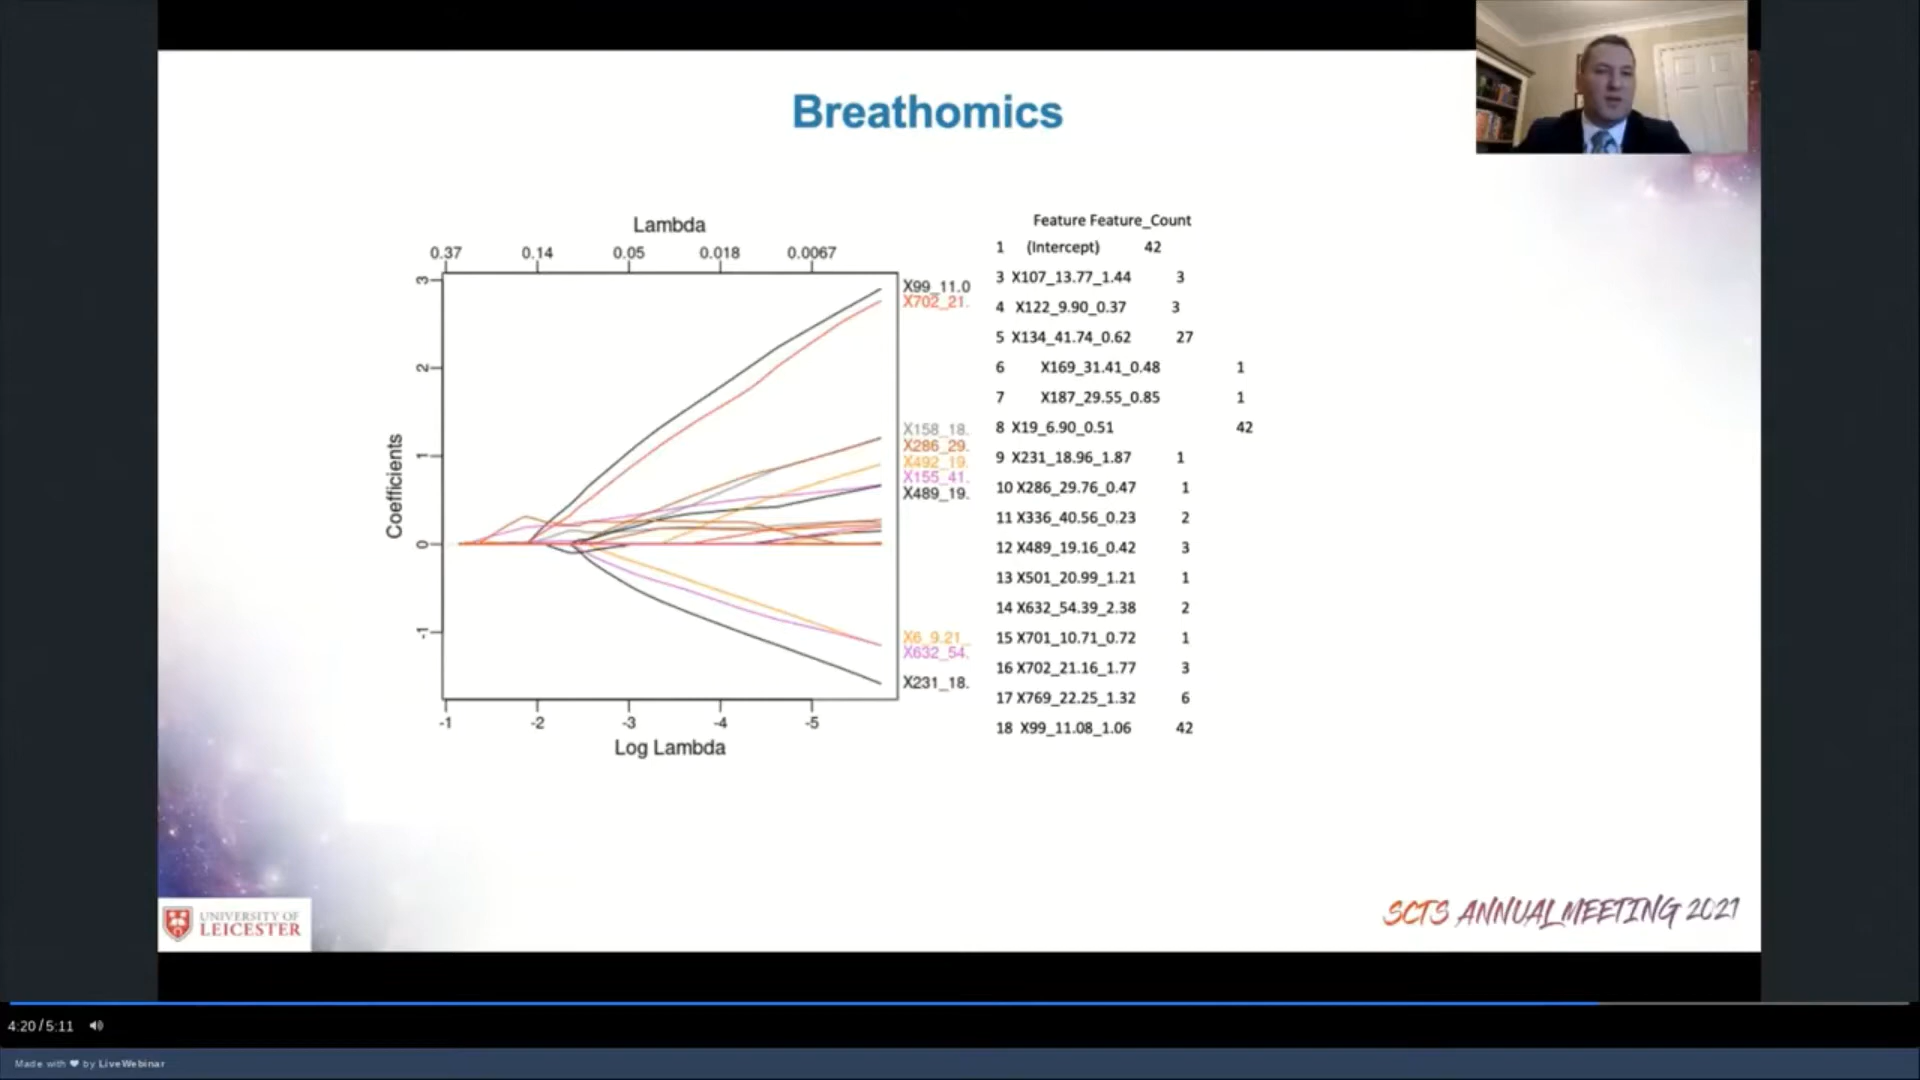 Breathomics
Lambda
0.37 0.14 0.05 0.018 0.0067
3
2
1
0
-1
Coefficients
-1 -2 -3 -4 -5
Log Lambda
X99_11.0
X702_21.
X158_18.
X286_29.
X492_19.
X155_41.
X489_19.
X6_9.21_
X632_54.
X231_18.
Feature Feature_Count
1 (Intercept) 42
3 X107_13.77_1.44 3
4 X122_9.90_0.37 3
5 X134_41.74_0.62 27
6 X169_31.41_0.48 1
7 X187_29.55_0.85 1
8 X19_6.90_0.51 42
9 X231_18.96_1.87 1
10 X286_29.76_0.47 1
11 X336_40.56_0.23 2
12 X489_19.16_0.42 3
13 X501_20.99_1.21 1
14 X632_54.39_2.38 2
15 X701_10.71_0.72 1
16 X702_21.16_1.77 3
17 X769_22.25_1.32 6
18 X99_11.08_1.06 42
UNIVERSITY OF
LEICESTER
SCTS ANNUAL MEETING 2021
4:20/5:11
Made with ❤ by LiveWebinar